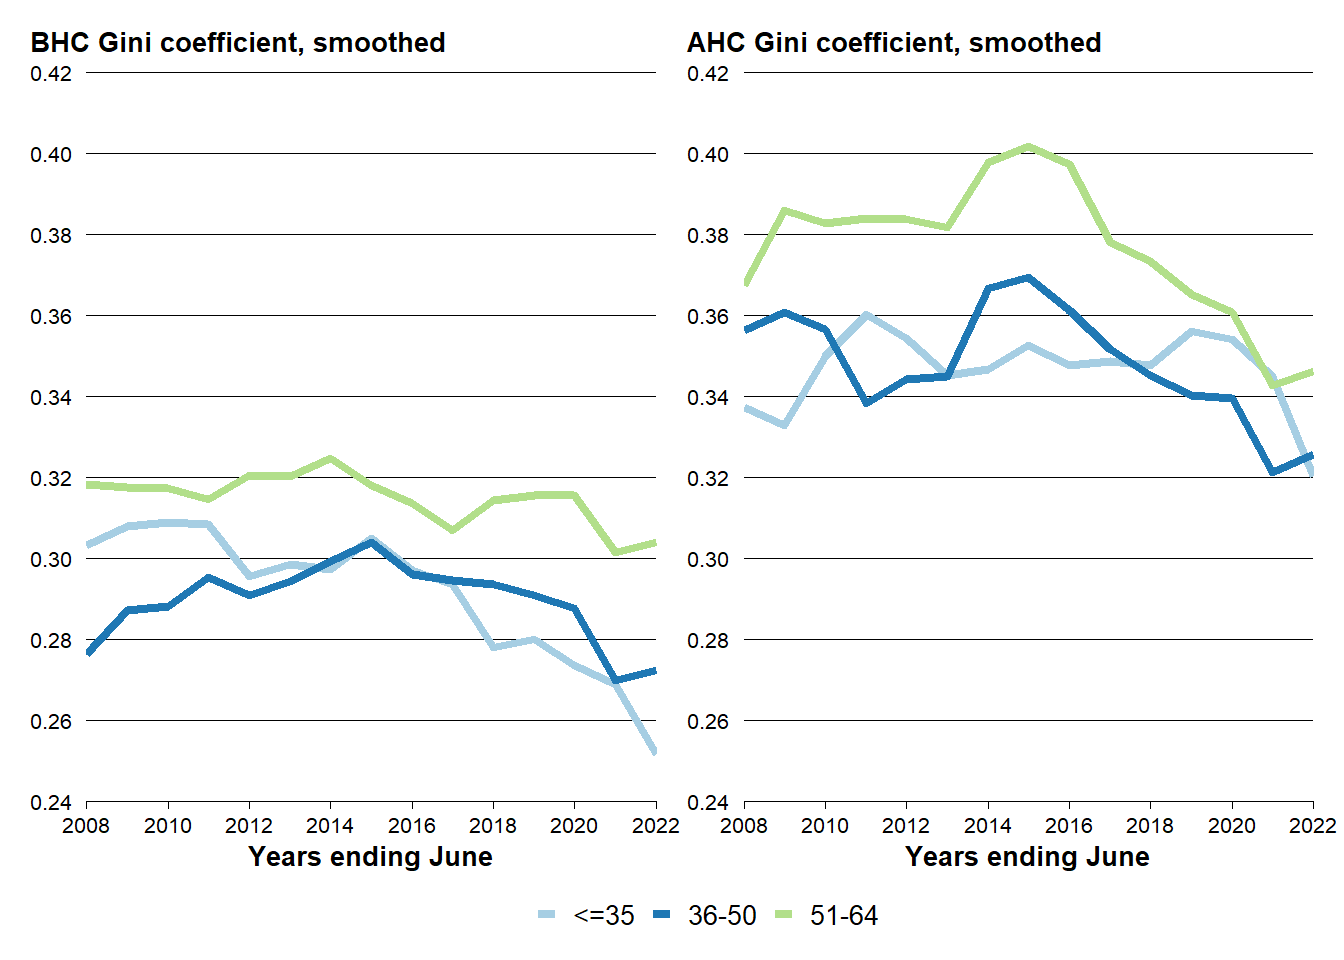 BHC Gini coefficient, smoothed
0.42
0.40
0.38
0.36
0.34
0.32
0.30
0.28
0.26
0.24
2008 2010 2012 2014 2016 2018 2020 2022
Years ending June
AHC Gini coefficient, smoothed
0.42
0.40
0.38
0.36
0.34
0.32
0.30
0.28
0.26
0.24
2008 2010 2012 2014 2016 2018 2020 2022
Years ending June
<=35 36-50 51-64